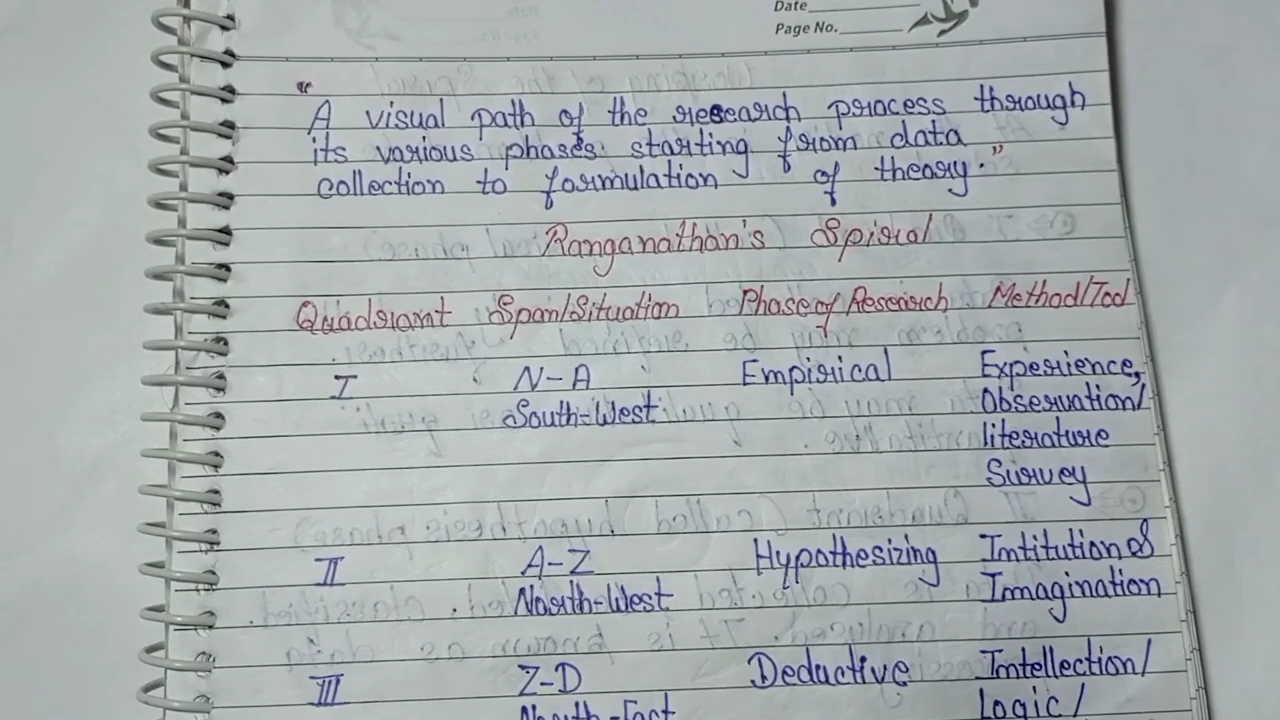 Date
Page No.
"A visual path of the research process through
its various phases: starting from data
collection to formulation of theory."
Ranganathan's Spiral
Quadrant Span/Situation Phase of Research Method/Tool
I N-A Empirical Experience,
South-West Observation/
literature
Survey
II A-Z Hypothesizing Intitution &
North-West Imagination
III Z-D Deductive Intellection/
North-East Logic/